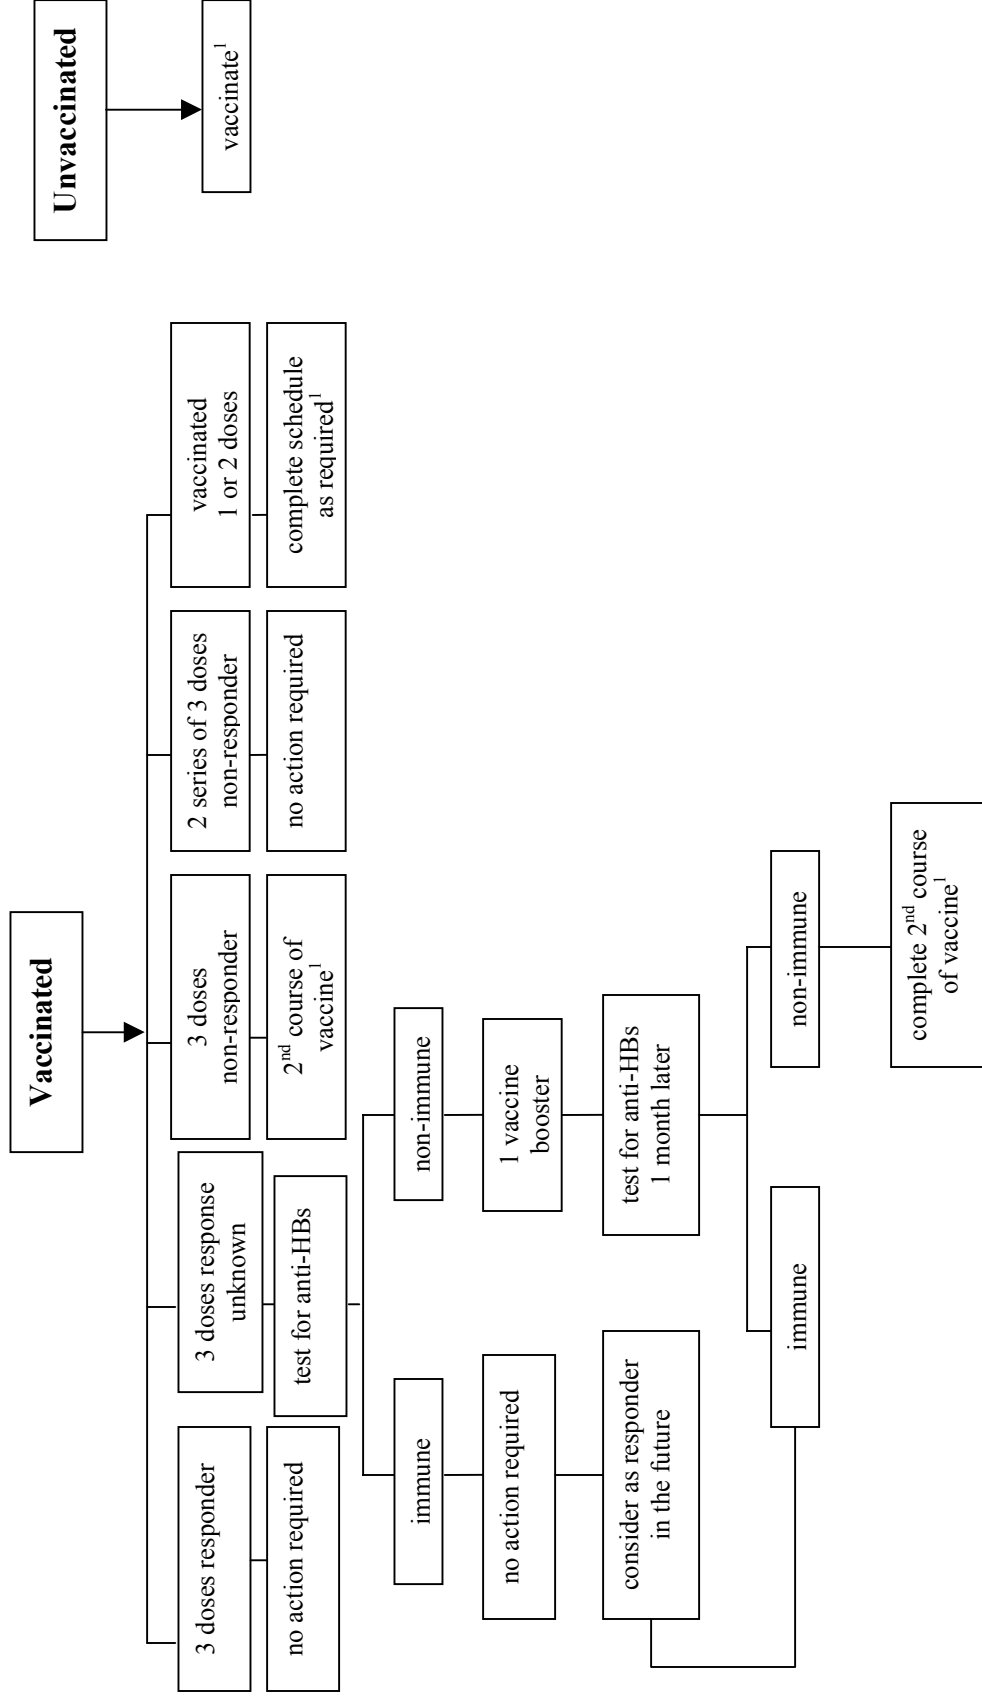 Vaccinated
Unvaccinated
3 doses responder
3 doses response
unknown
3 doses
non-responder
2 series of 3 doses
non-responder
vaccinated
1 or 2 doses
vaccinate1
no action required
test for anti-HBs
2nd course of
vaccine1
no action required
complete schedule
as required1
immune
non-immune
no action required
1 vaccine
booster
consider as responder
in the future
test for anti-HBs
1 month later
immune
non-immune
complete 2nd course
of vaccine1